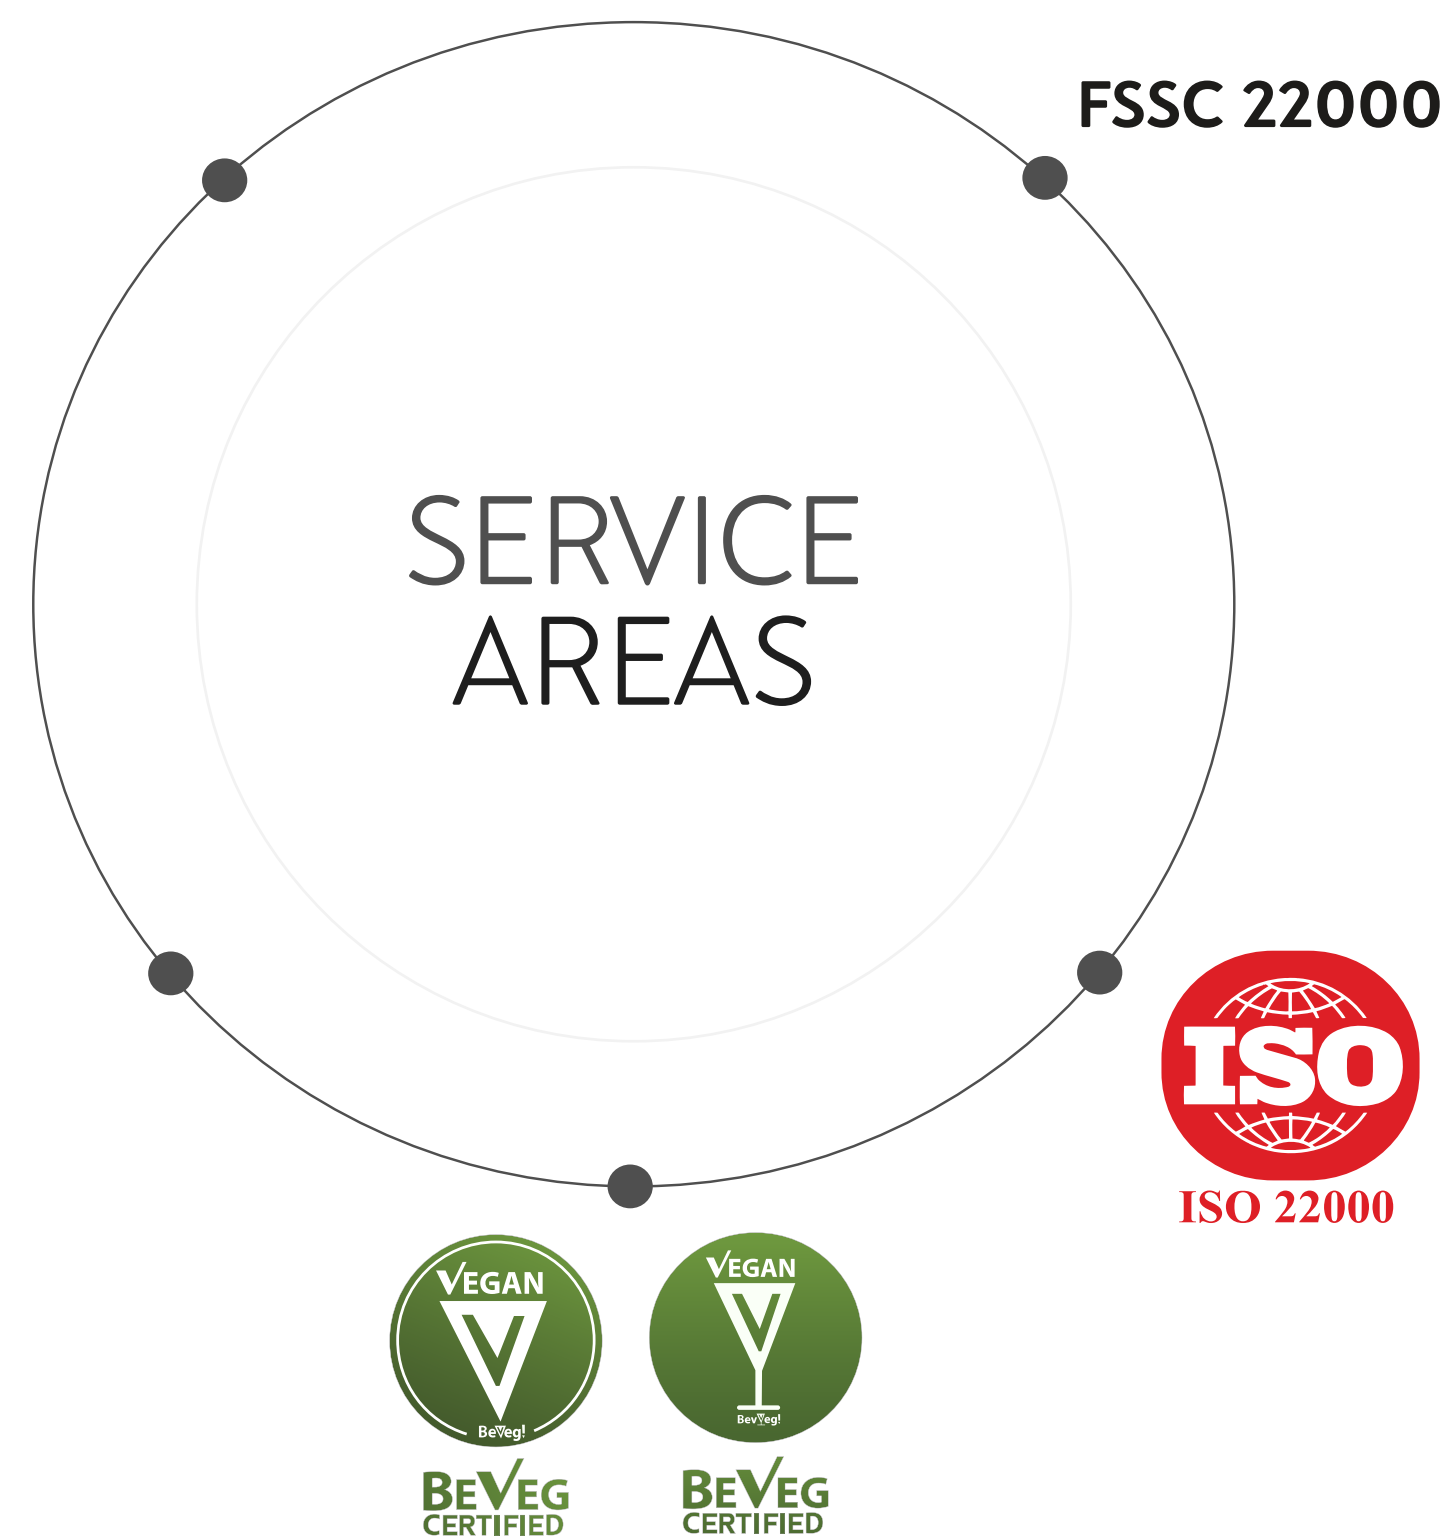 FSSC 22000
SERVICE
AREAS
ISO
ISO 22000
VEGAN
BeVeg!
BEVEG
CERTIFIED
VEGAN
BevVeg!
BEVEG
CERTIFIED